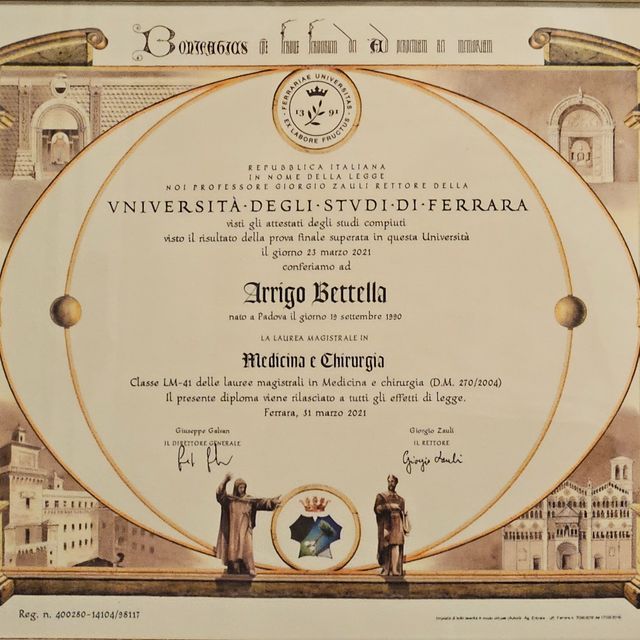 Bonifacius
FERRARIAE UNIVERSITAS
EX LABORE FRUCTUS
13 91
REPUBBLICA ITALIANA
IN NOME DELLA LEGGE
NOI PROFESSORE GIORGIO ZAULI RETTORE DELLA
VNIVERSITÀ·DEGLI·STVDI·DI·FERRARA
visti gli attestati degli studi compiuti
visto il risultato della prova finale superata in questa Università
il giorno 23 marzo 2021
conferiamo ad
Arrigo Bettella
nato a Padova il giorno 19 settembre 1990
LA LAUREA MAGISTRALE IN
Medicina e Chirurgia
Classe LM-41 delle lauree magistrali in Medicina e chirurgia (D.M. 270/2004)
Il presente diploma viene rilasciato a tutti gli effetti di legge.
Ferrara, 31 marzo 2021
Giuseppe Galvan
IL DIRETTORE GENERALE
Giorgio Zauli
IL RETTORE
Giorgio Zauli
Reg. n. 400280-14104/98117